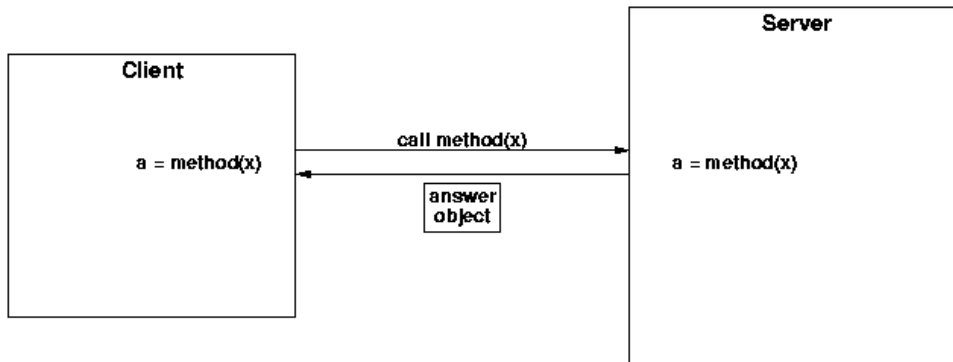 Server
Client
call method(x)
a = method(x)
a = method(x)
answer
object